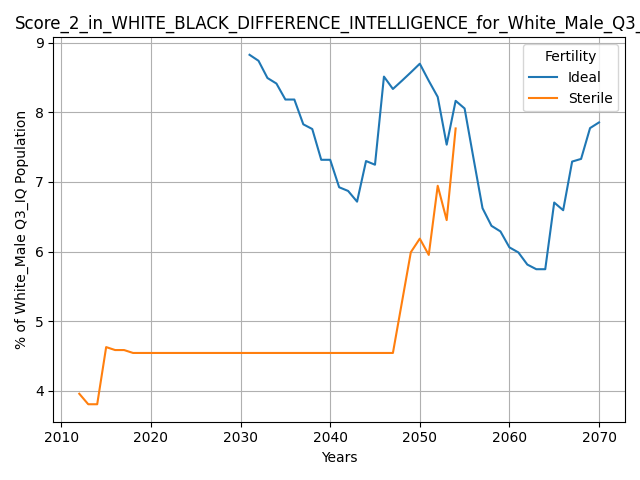 Score_2_in_WHITE_BLACK_DIFFERENCE_INTELLIGENCE_for_White_Male_Q3_
9
8
7
6
5
4
% of White_Male Q3_IQ Population
Fertility
Ideal
Sterile
2010 2020 2030 2040 2050 2060 2070
Years